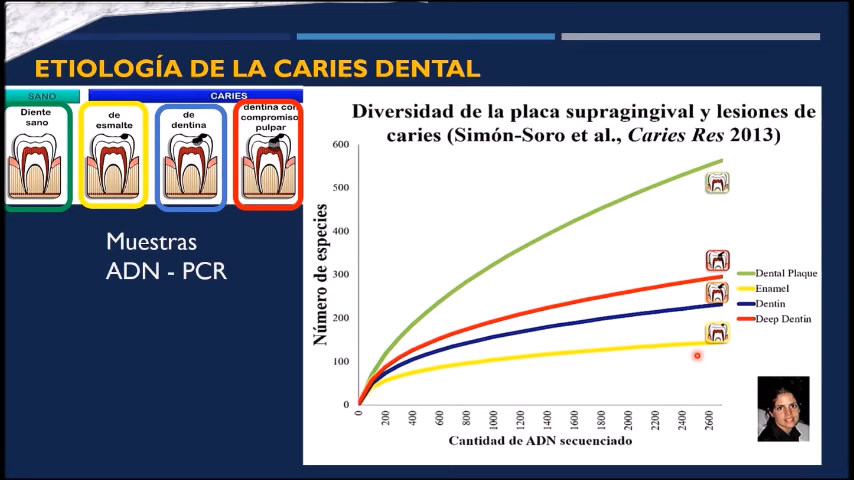 ETIOLOGÍA DE LA CARIES DENTAL
SANO
CARIES
Diente
sano
de
esmalte
de
dentina
dentina con
compromiso
pulpar
Muestras
ADN - PCR
Diversidad de la placa supragingival y lesiones de
caries (Simón-Soro et al., Caries Res 2013)
Número de especies
600
500
400
300
200
100
0
0
200
400
600
800
1000
1200
1400
1600
1800
2000
2200
2400
2600
Cantidad de ADN secuenciado
Dental Plaque
Enamel
Dentin
Deep Dentin